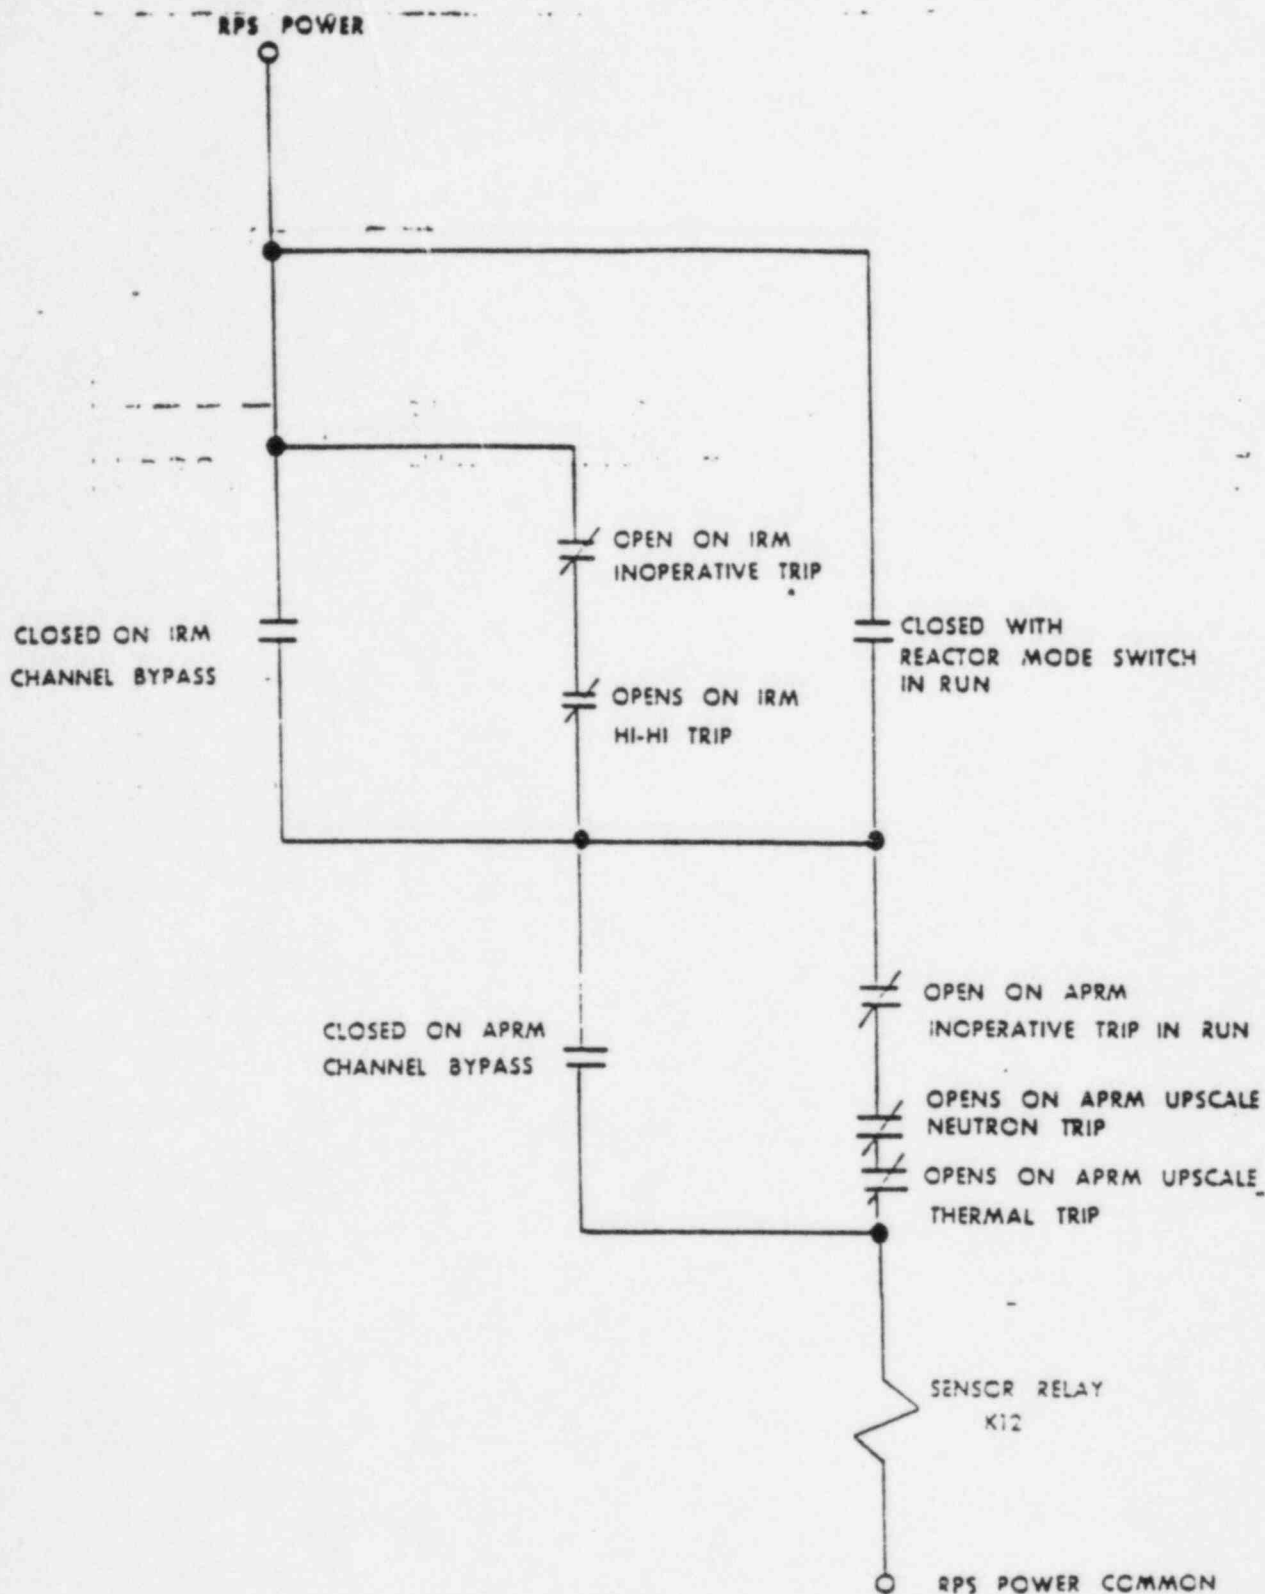 RPS POWER
OPEN ON IRM
INOPERATIVE TRIP
CLOSED ON IRM
CHANNEL BYPASS
CLOSED WITH
REACTOR MODE SWITCH
IN RUN
OPENS ON IRM
HI-HI TRIP
OPEN ON APRM
INOPERATIVE TRIP IN RUN
CLOSED ON APRM
CHANNEL BYPASS
OPENS ON APRM UPSCALE
NEUTRON TRIP
OPENS ON APRM UPSCALE
THERMAL TRIP
SENSOR RELAY
K12
RPS POWER COMMON